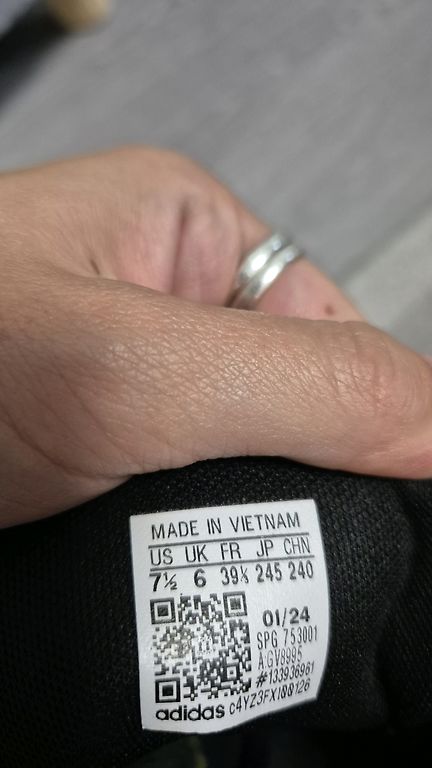 MADE IN VIETNAM
US UK FR JP CHN
7½ 6 39⅓ 245 240
01/24
SPG 753001
A:GV8995
#133936961
adidas c4YZ3FX100126